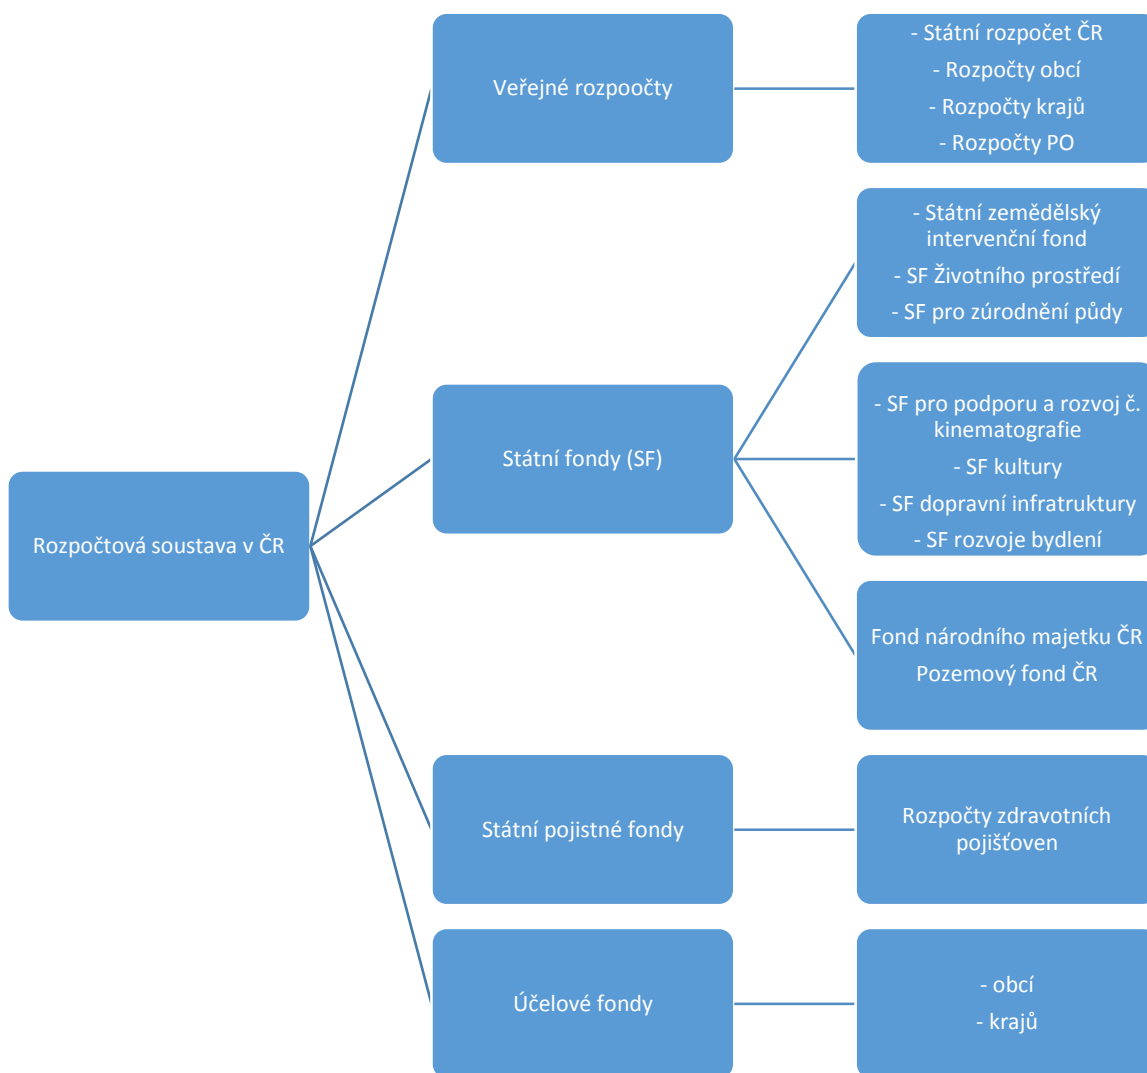 Rozpočtová soustava v ČR
Veřejné rozpoočty
- Státní rozpočet ČR
- Rozpočty obcí
- Rozpočty krajů
- Rozpočty PO
Státní fondy (SF)
- Státní zemědělský
intervenční fond
- SF Životního prostředí
- SF pro zúrodnění půdy
- SF pro podporu a rozvoj č.
kinematografie
- SF kultury
- SF dopravní infratruktury
- SF rozvoje bydlení
Fond národního majetku ČR
Pozemový fond ČR
Státní pojistné fondy
Rozpočty zdravotních
pojišťoven
Účelové fondy
- obcí
- krajů